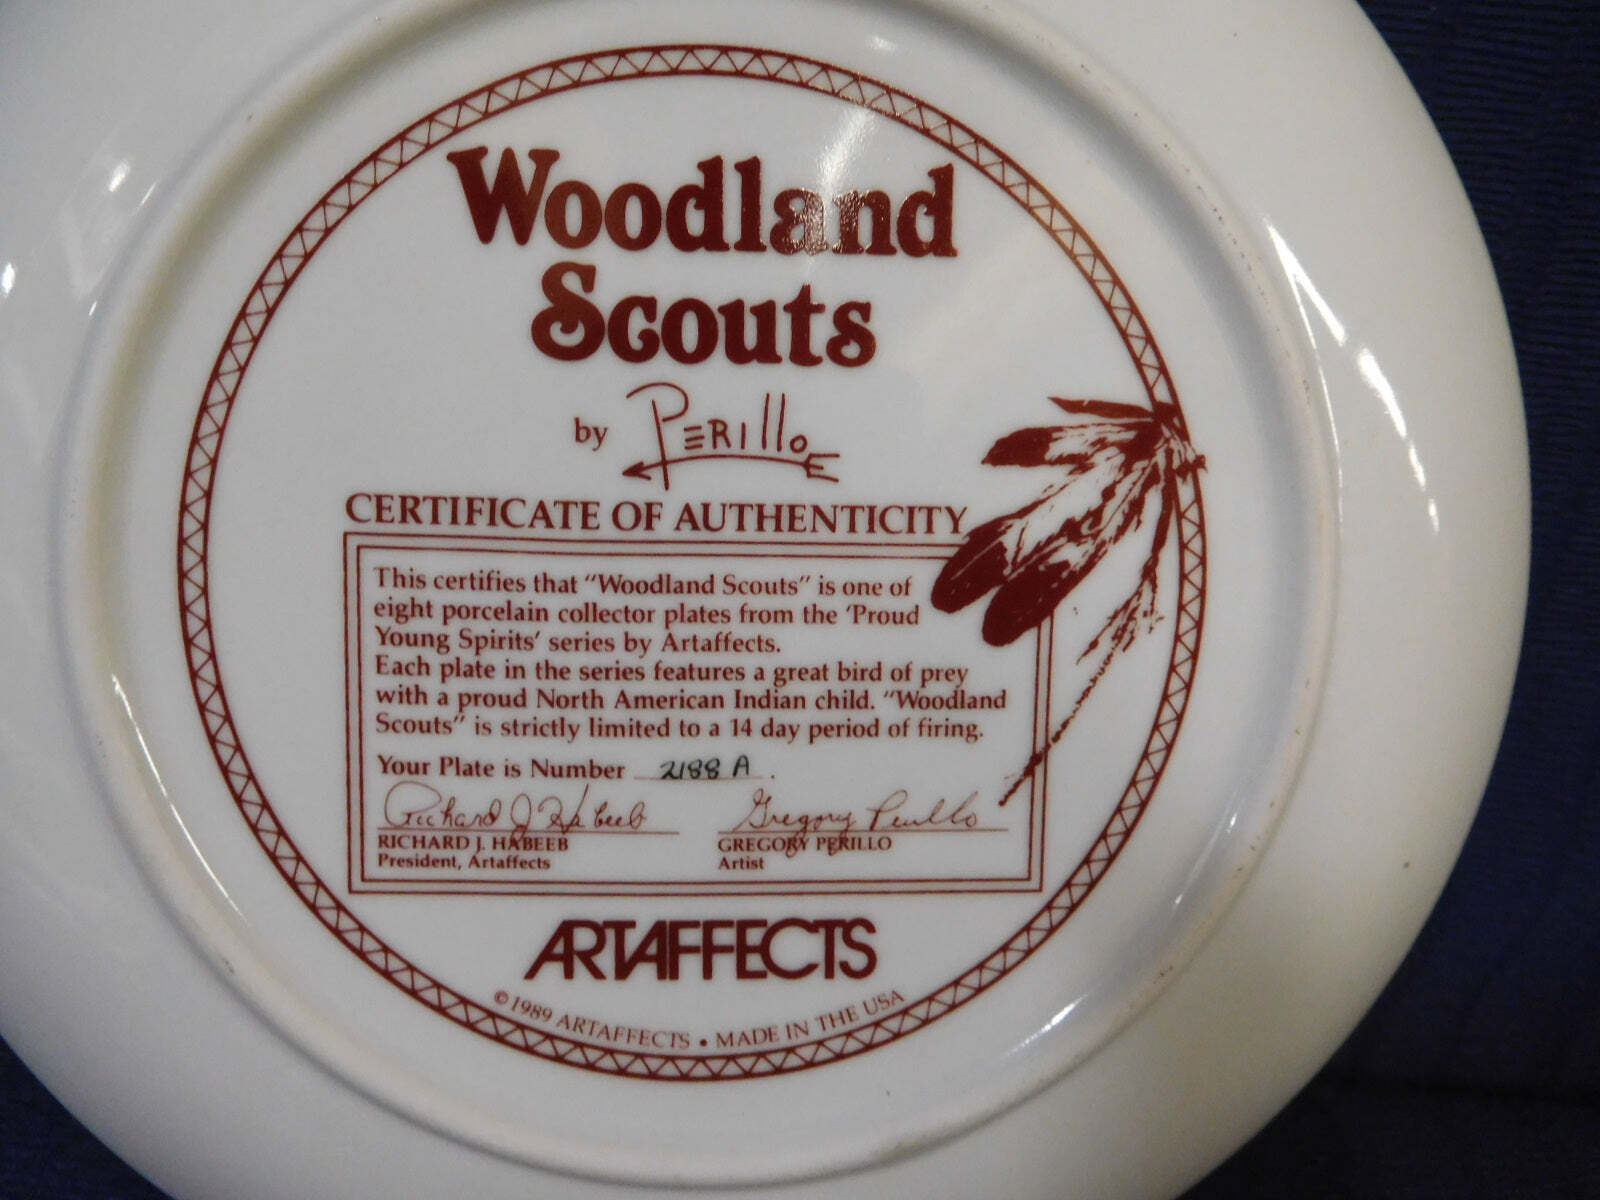 Woodland
Scouts
by PERIllo
CERTIFICATE OF AUTHENTICITY
This certifies that "Woodland Scouts" is one of
eight porcelain collector plates from the 'Proud
Young Spirits' series by Artaffects.
Each plate in the series features a great bird of prey
with a proud North American Indian child. "Woodland
Scouts" is strictly limited to a 14 day period of firing.
Your Plate is Number 2188 A.
Richard J. Habeeb Gregory Perillo
RICHARD J. HABEEB GREGORY PERILLO
President, Artaffects Artist
ARTAFFECTS
© 1989 ARTAFFECTS • MADE IN THE USA